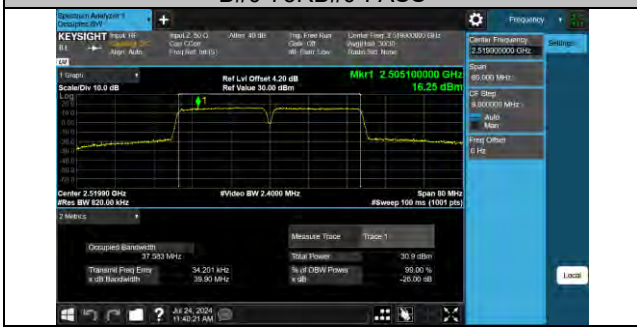 Spectrum Analyzer 1
Occupied BW
Frequency
KEYSIGHT Input: RF
Coupling: DC
Align: Auto
Input Z: 50 Ω
Corr CCorr
Freq Ref: Int (S)
Atten: 40 dB
Trig: Free Run
Gate: Off
#IF Gain: Low
Center Freq: 2.519900000 GHz
Avg|Hold: 30/30
Radio Std: None
1 Graph
Scale/Div 10.0 dB
Ref Lvl Offset 4.20 dB
Ref Value 30.00 dBm
Mkr1 2.505100000 GHz
16.25 dBm
Log
Center 2.51990 GHz
#Res BW 820.00 kHz
#Video BW 2.4000 MHz
Span 80 MHz
#Sweep 100 ms (1001 pts)
2 Metrics
Measure Trace
Trace 1
Occupied Bandwidth
37.583 MHz
Total Power
30.9 dBm
Transmit Freq Error
34.201 kHz
% of OBW Power
99.00 %
x dB Bandwidth
39.90 MHz
x dB
-26.00 dB
Center Frequency
2.519900000 GHz
Settings
Span
80.000 MHz
CF Step
8.000000 MHz
Auto
Man
Freq Offset
0 Hz
Local
Jul 24, 2024
11:40:21 AM